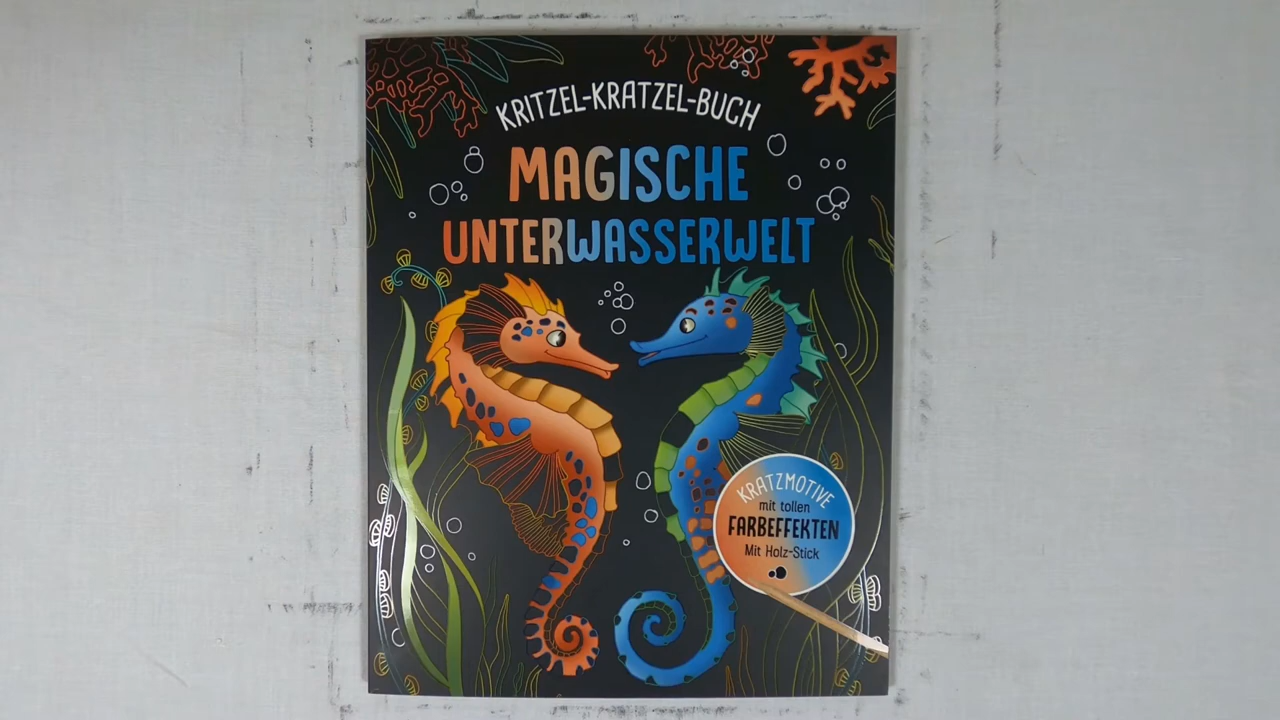 KRITZEL-KRATZEL-BUCH
MAGISCHE
UNTERWASSERWELT
KRATZMOTIVE
mit tollen
FARBEFFEKTEN
Mit Holz-Stick